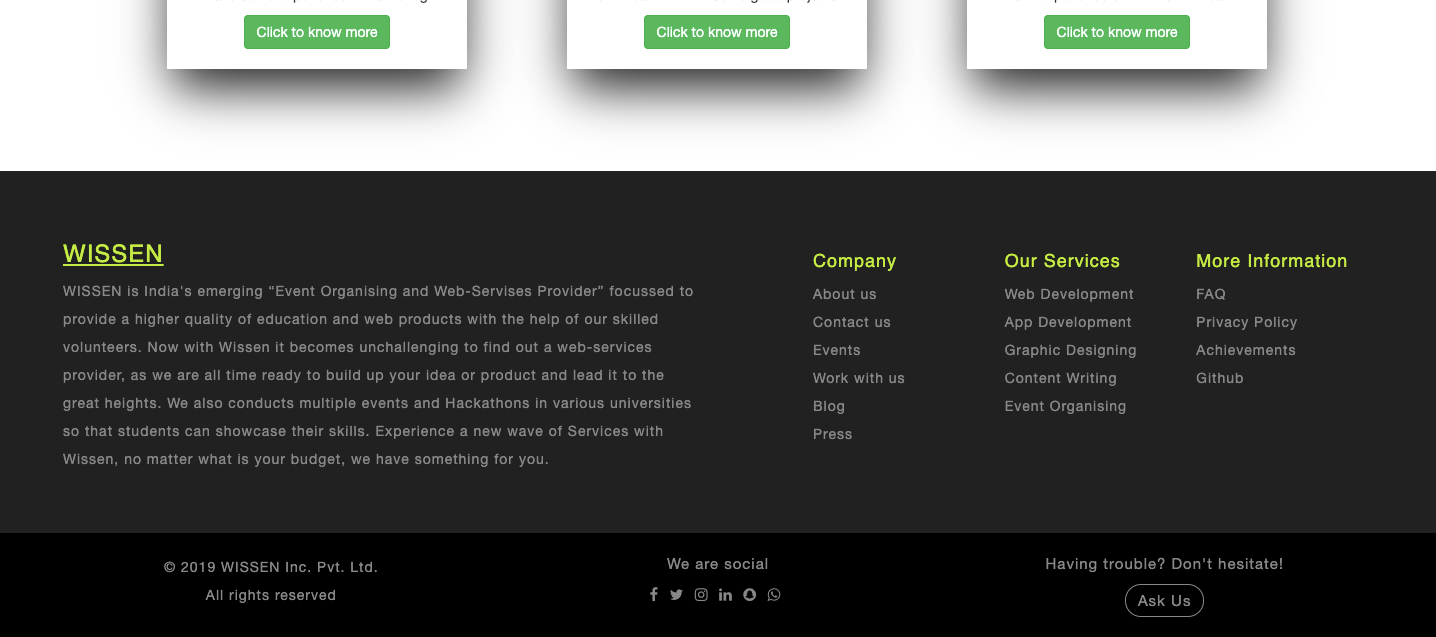 Click to know more
Click to know more
Click to know more
WISSEN
WISSEN is India's emerging “Event Organising and Web-Servises Provider” focussed to
provide a higher quality of education and web products with the help of our skilled
volunteers. Now with Wissen it becomes unchallenging to find out a web-services
provider, as we are all time ready to build up your idea or product and lead it to the
great heights. We also conducts multiple events and Hackathons in various universities
so that students can showcase their skills. Experience a new wave of Services with
Wissen, no matter what is your budget, we have something for you.
Company
About us
Contact us
Events
Work with us
Blog
Press
Our Services
Web Development
App Development
Graphic Designing
Content Writing
Event Organising
More Information
FAQ
Privacy Policy
Achievements
Github
© 2019 WISSEN Inc. Pvt. Ltd.
All rights reserved
We are social
Having trouble? Don't hesitate!
Ask Us